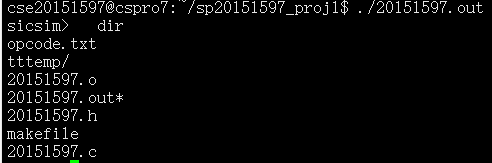 cse20151597@cspro7:~/sp20151597_proj1$ ./20151597.out
sicsim>   dir
opcode.txt
tttemp/
20151597.o
20151597.out*
20151597.h
makefile
20151597.c